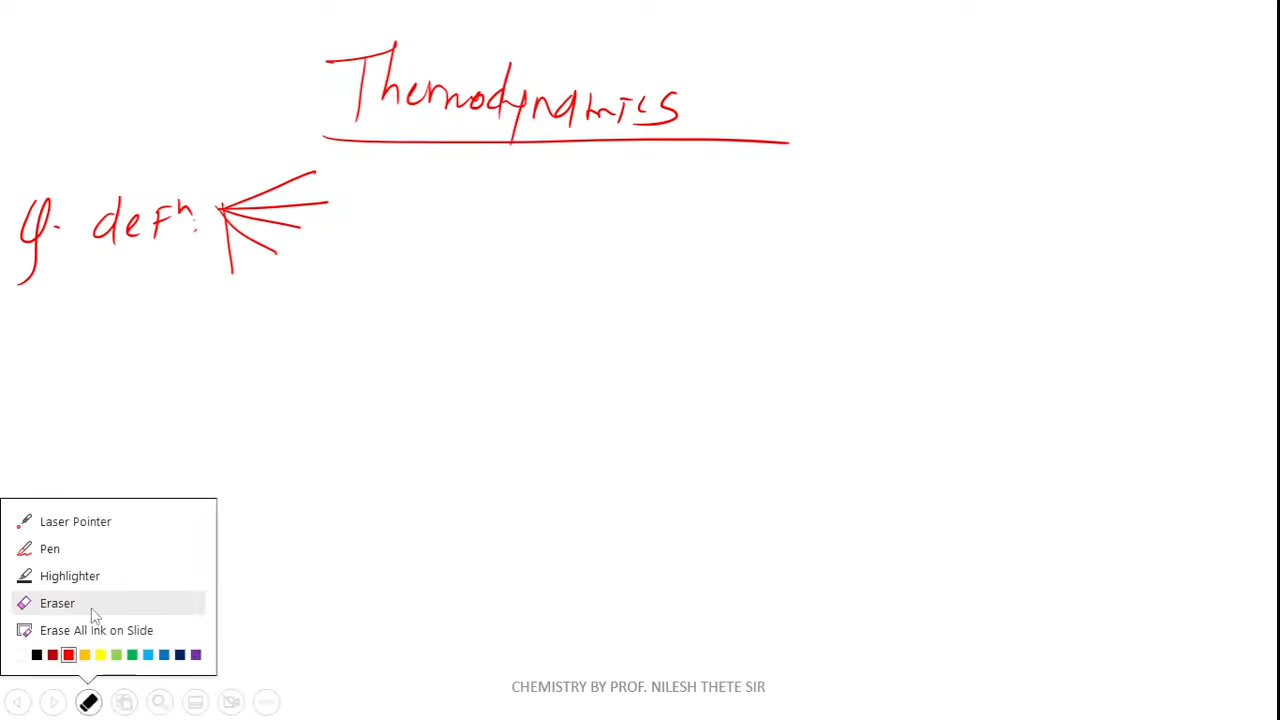 Thermodynamics
φ. deFn:
Laser Pointer
Pen
Highlighter
Eraser
Erase All Ink on Slide
CHEMISTRY BY PROF. NILESH THETE SIR